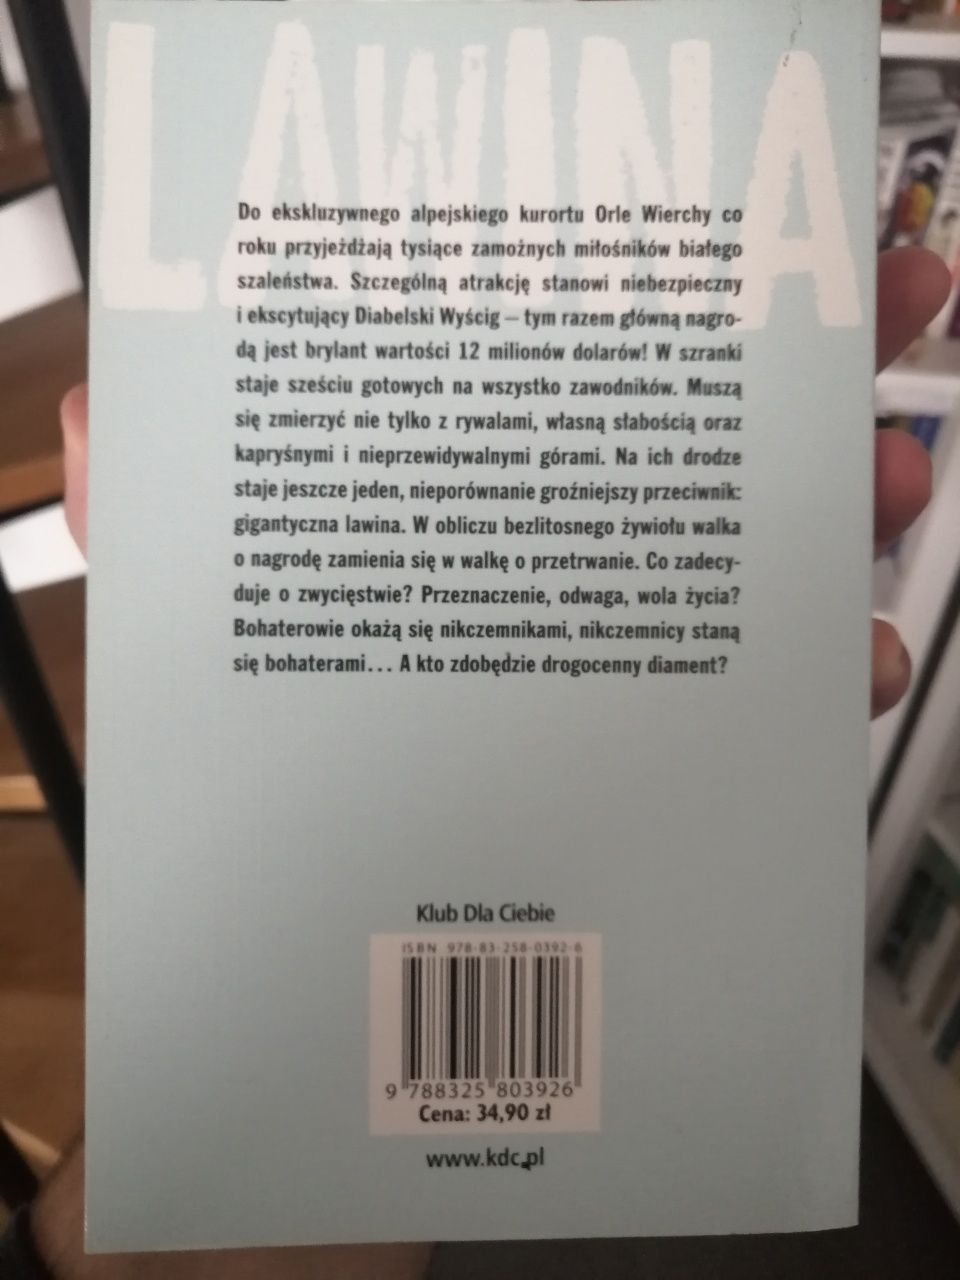 LAWINA
Do ekskluzywnego alpejskiego kurortu Orle Wierchy co
roku przyjeżdżają tysiące zamożnych miłośników białego
szaleństwa. Szczególną atrakcję stanowi niebezpieczny
i ekscytujący Diabelski Wyścig – tym razem główną nagro-
dą jest brylant wartości 12 milionów dolarów! W szranki
staje sześciu gotowych na wszystko zawodników. Muszą
się zmierzyć nie tylko z rywalami, własną słabością oraz
kapryśnymi i nieprzewidywalnymi górami. Na ich drodze
staje jeszcze jeden, nieporównanie groźniejszy przeciwnik:
gigantyczna lawina. W obliczu bezlitosnego żywiołu walka
o nagrodę zamienia się w walkę o przetrwanie. Co zadecy-
duje o zwycięstwie? Przeznaczenie, odwaga, wola życia?
Bohaterowie okażą się nikczemnikami, nikczemnicy staną
się bohaterami... A kto zdobędzie drogocenny diament?
Klub Dla Ciebie
ISBN 978-83-258-0392-6
9 788325 803926
Cena: 34,90 zł
www.kdc.pl